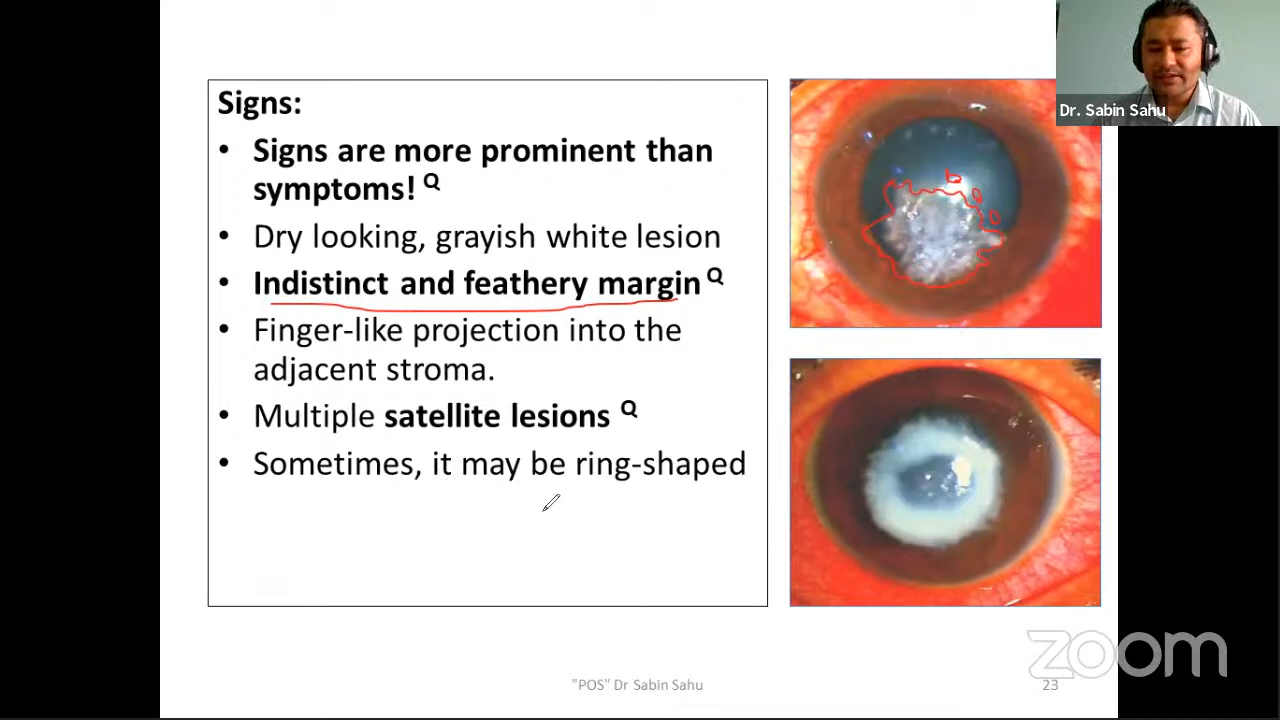 Dr. Sabin Sahu
Signs:
• Signs are more prominent than
symptoms! Q
• Dry looking, grayish white lesion
• Indistinct and feathery margin Q
• Finger-like projection into the
adjacent stroma.
• Multiple satellite lesions Q
• Sometimes, it may be ring-shaped
zoom
"POS" Dr Sabin Sahu
23